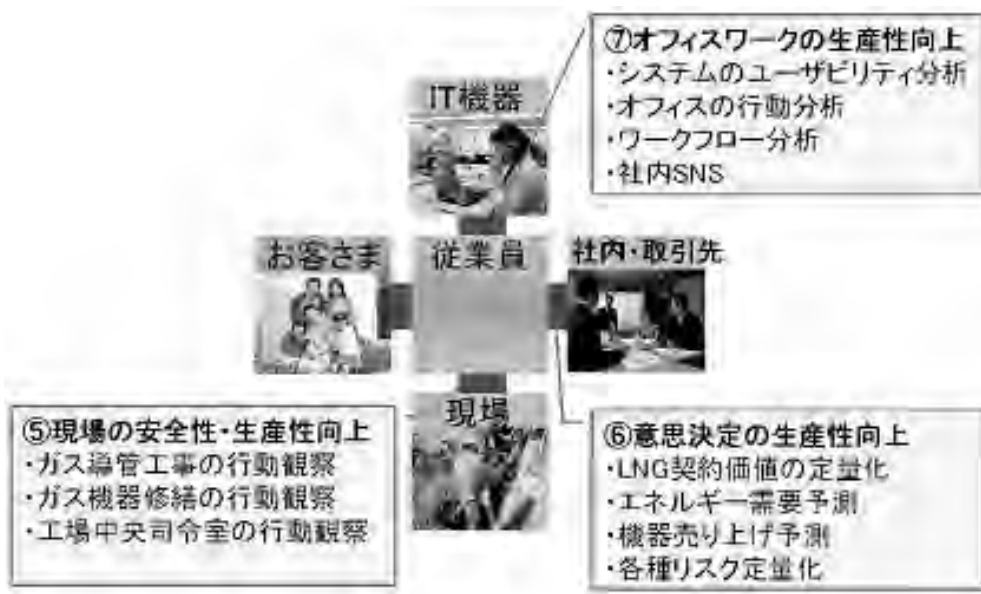 ⑦オフィスワークの生産性向上
・システムのユーザビリティ分析
・オフィスの行動分析
・ワークフロー分析
・社内SNS
IT機器
お客さま
従業員
社内・取引先
現場
⑤現場の安全性・生産性向上
・ガス導管工事の行動観察
・ガス機器修繕の行動観察
・工場中央司令室の行動観察
⑥意思決定の生産性向上
・LNG契約価値の定量化
・エネルギー需要予測
・機器売り上げ予測
・各種リスク定量化